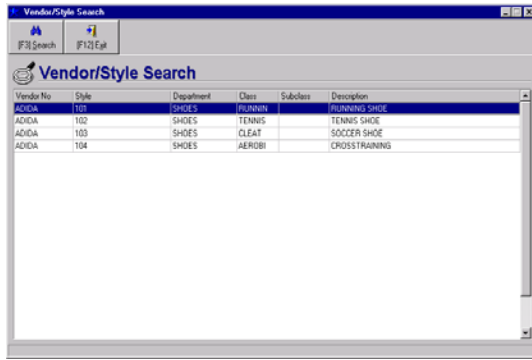 Vendor/Style Search
[F3] Search [F12] Exit
Vendor/Style Search
Vendor No Style Department Class Subclass Description
ADIDA 101 SHOES RUNNIN RUNNING SHOE
ADIDA 102 SHOES TENNIS TENNIS SHOE
ADIDA 103 SHOES CLEAT SOCCER SHOE
ADIDA 104 SHOES AEROBI CROSSTRAINING